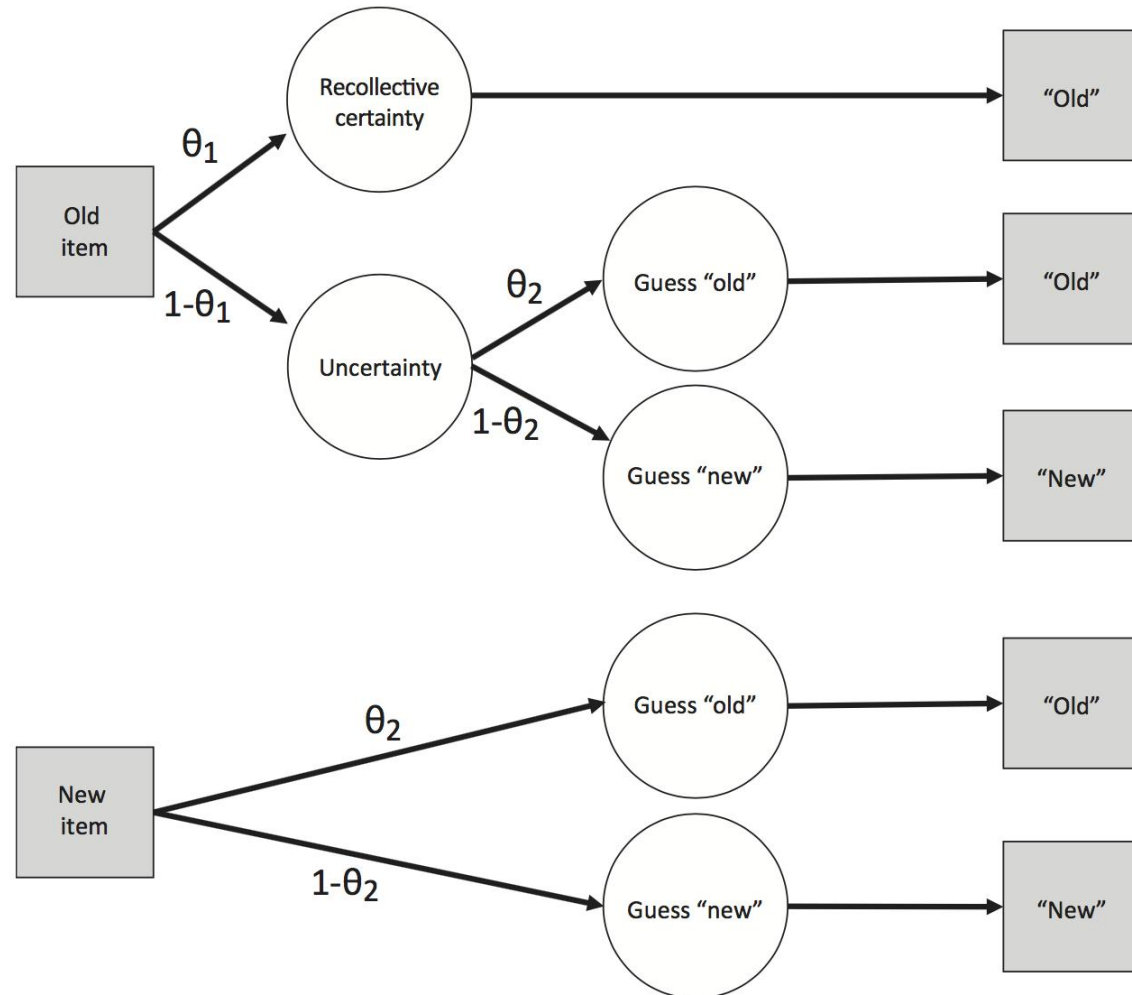 Recollective
certainty
“Old”
θ1
Old
item
1-θ1
Uncertainty
θ2
Guess “old”
“Old”
1-θ2
Guess “new”
“New”
New
item
θ2
Guess “old”
“Old”
1-θ2
Guess “new”
“New”